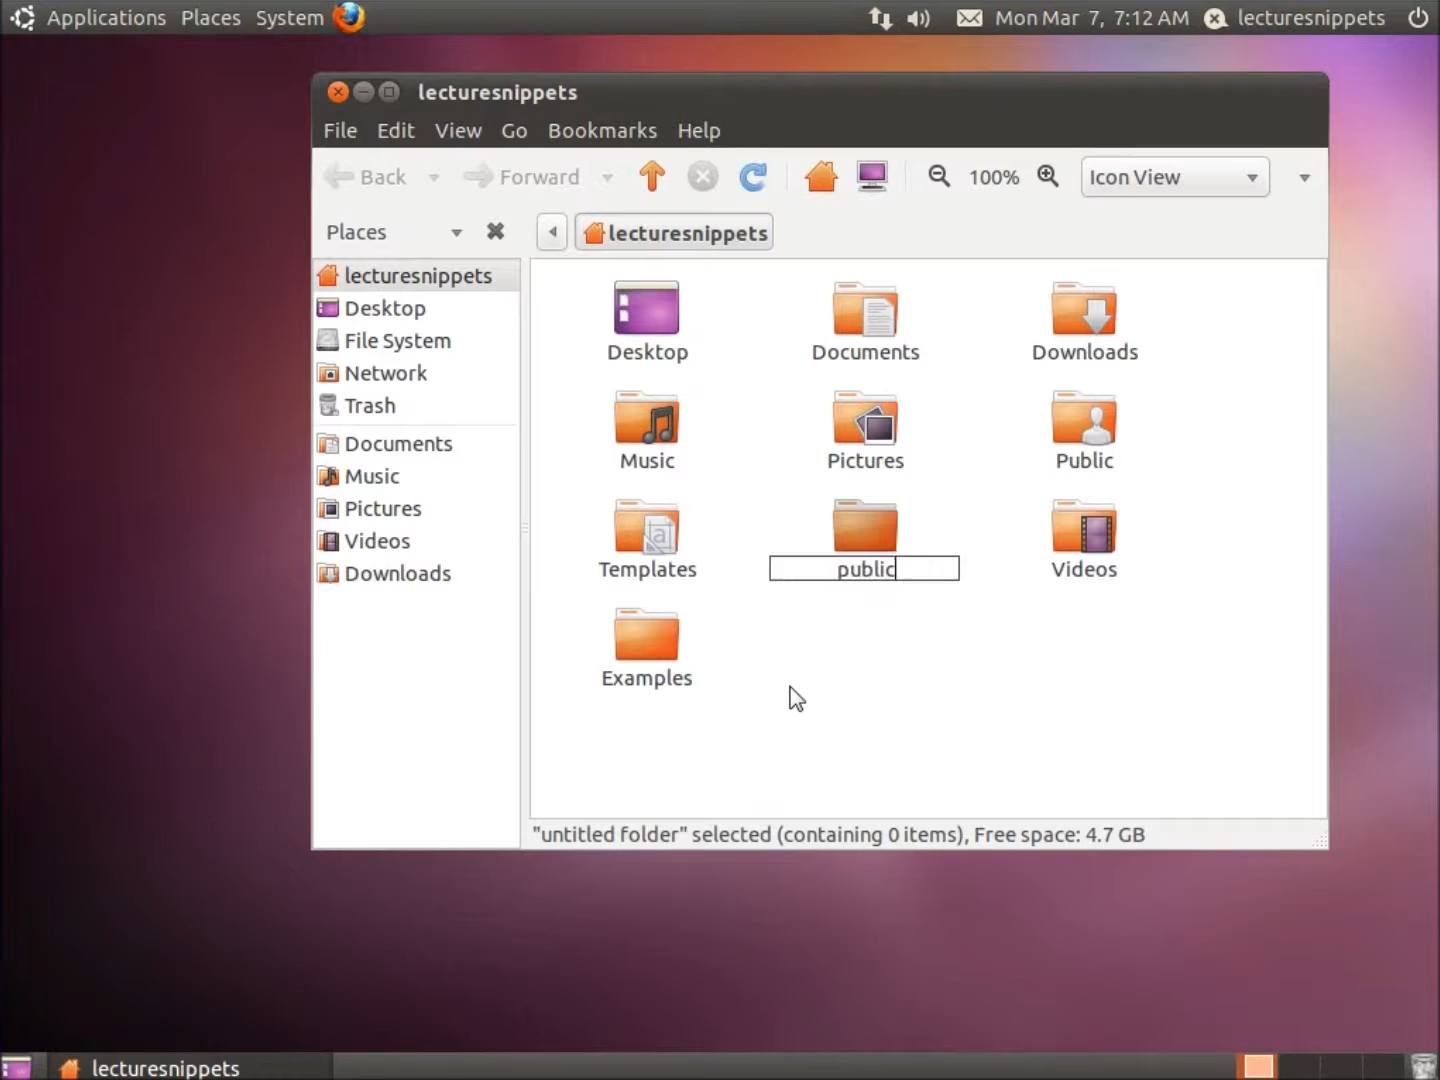 Applications Places System
Mon Mar 7, 7:12 AM lecturesnippets
lecturesnippets
File Edit View Go Bookmarks Help
Back Forward 100% Icon View
Places lecturesnippets
lecturesnippets
Desktop
File System
Network
Trash
Documents
Music
Pictures
Videos
Downloads
Desktop Documents Downloads
Music Pictures Public
Templates public Videos
Examples
"untitled folder" selected (containing 0 items), Free space: 4.7 GB
lecturesnippets